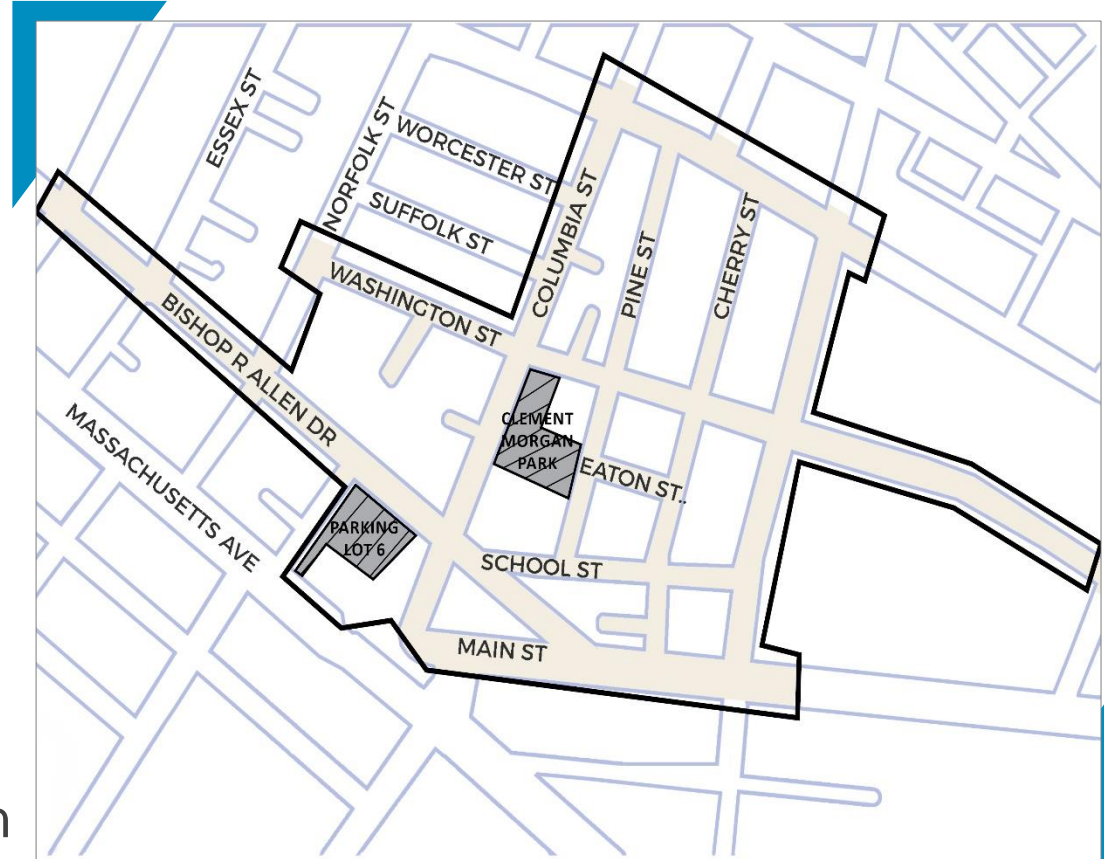 ESSEX ST
NORFOLK ST
WORCESTER ST
SUFFOLK ST
COLUMBIA ST
PINE ST
CHERRY ST
WASHINGTON ST
BISHOP R ALLEN DR
MASSACHUSETTS AVE
CLEMENT
MORGAN
PARK
EATON ST..
PARKING
LOT 6
SCHOOL ST
MAIN ST